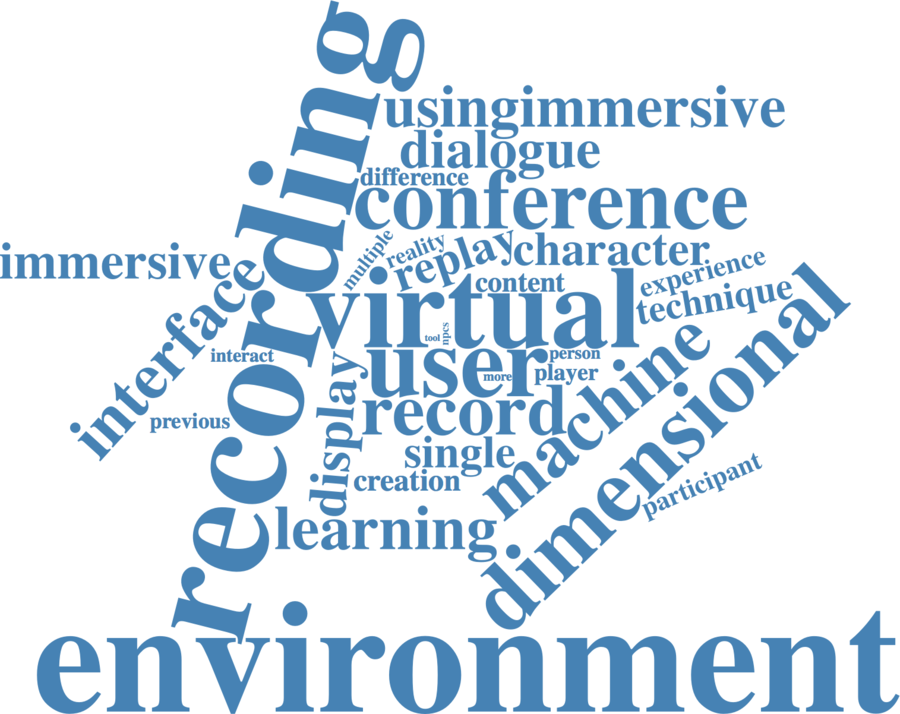 recording
usingimmersive
dialogue
difference
conference
multiple
reality
replay
character
immersive
interface
virtual
content
experience
technique
tool
npcs
interact
user
person
more
player
display
record
machine
dimensional
previous
single
creation
participant
learning
environment